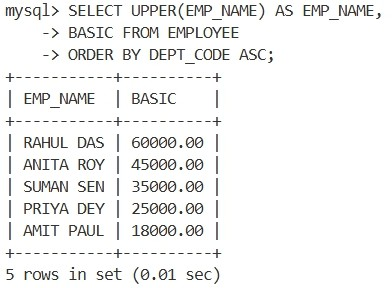 mysql> SELECT UPPER(EMP_NAME) AS EMP_NAME,
    -> BASIC FROM EMPLOYEE
    -> ORDER BY DEPT_CODE ASC;
+-----------+----------+
| EMP_NAME  | BASIC    |
+-----------+----------+
| RAHUL DAS | 60000.00 |
| ANITA ROY | 45000.00 |
| SUMAN SEN | 35000.00 |
| PRIYA DEY | 25000.00 |
| AMIT PAUL | 18000.00 |
+-----------+----------+
5 rows in set (0.01 sec)